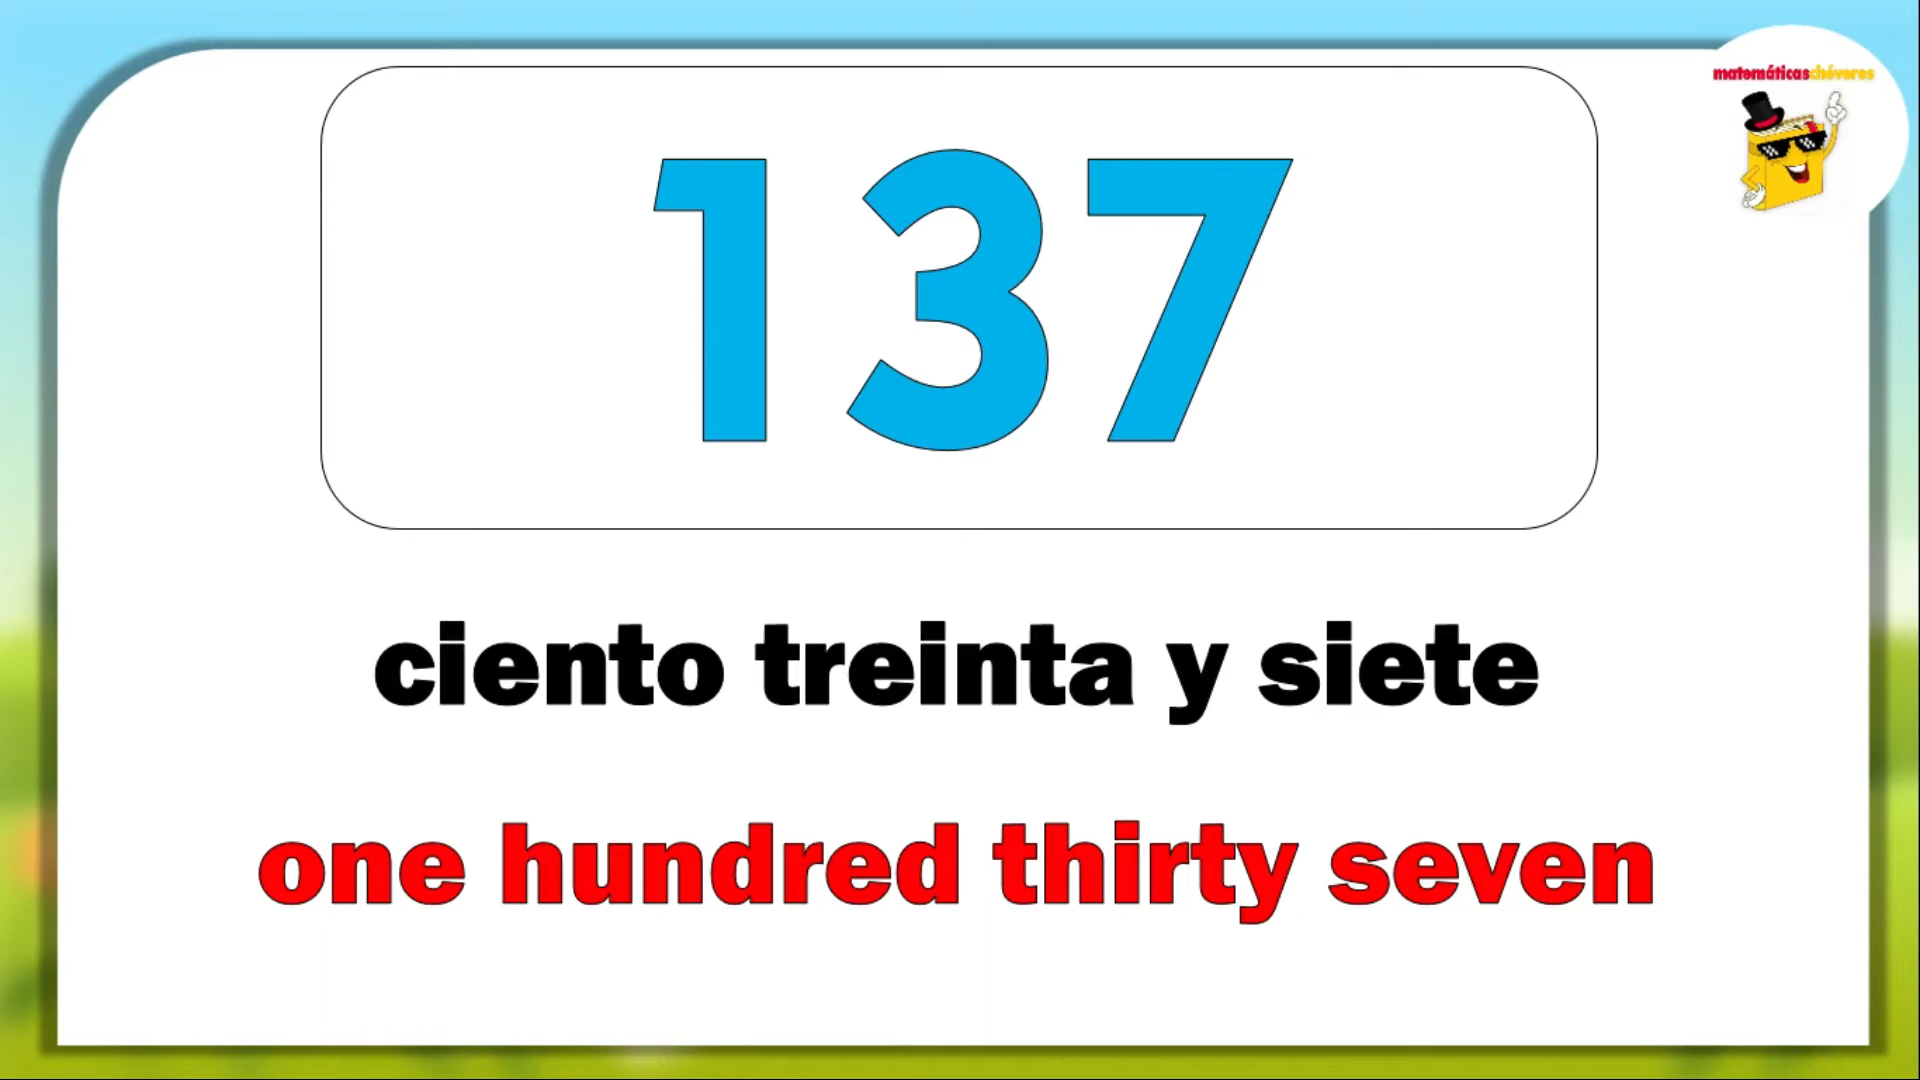 matemáticaschéveres
137
ciento treinta y siete
one hundred thirty seven